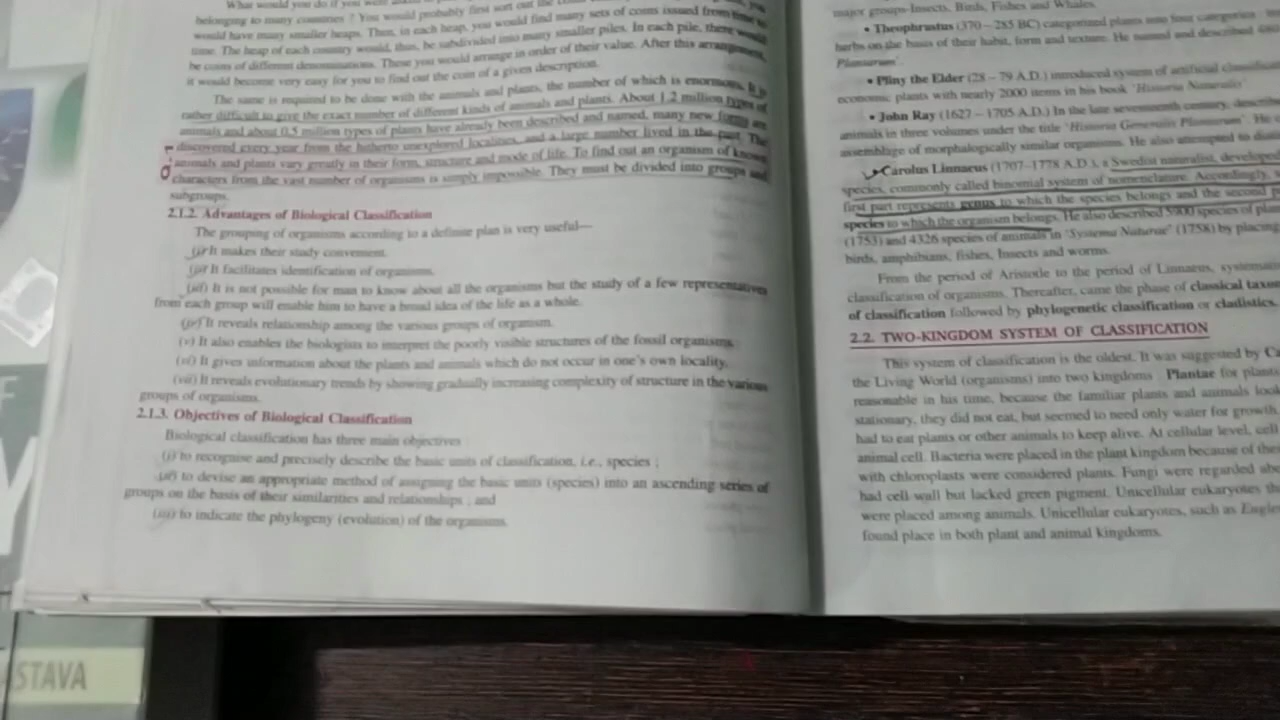 What would you do if you were asked to
belonging to many countries ? You would probably first sort out the coins
would have many smaller heaps. Then, in each heap, you would find many sets of coins issued from time to
time. The heap of each country would, thus, be subdivided into many smaller piles. In each pile, there would
be coins of different denominations. These you would arrange in order of their value. After this arrangement,
it would become very easy for you to find out the coin of a given description.
The same is required to be done with the animals and plants, the number of which is enormous. It is
rather difficult to give the exact number of different kinds of animals and plants. About 1.2 million types of
animals and about 0.5 million types of plants have already been described and named, many new forms are
discovered every year from the hitherto unexplored localities, and a large number lived in the past. The
animals and plants vary greatly in their form, structure and mode of life. To find out an organism of known
characters from the vast number of organisms is simply impossible. They must be divided into groups and
subgroups.
2.1.2. Advantages of Biological Classification
The grouping of organisms according to a definite plan is very useful—
(i) It makes their study convenient.
(ii) It facilitates identification of organisms.
(iii) It is not possible for man to know about all the organisms but the study of a few representatives
from each group will enable him to have a broad idea of the life as a whole.
(iv) It reveals relationship among the various groups of organism.
(v) It also enables the biologists to interpret the poorly visible structures of the fossil organisms.
(vi) It gives information about the plants and animals which do not occur in one's own locality.
(vii) It reveals evolutionary trends by showing gradually increasing complexity of structure in the various
groups of organisms.
2.1.3. Objectives of Biological Classification
Biological classification has three main objectives
(i) to recognise and precisely describe the basic units of classification, i.e., species ;
(ii) to devise an appropriate method of assigning the basic units (species) into an ascending series of
groups on the basis of their similarities and relationships ; and
(iii) to indicate the phylogeny (evolution) of the organisms.
major groups-Insects, Birds, Fishes and Whales.
• Theophrastus (370 – 285 BC) categorized plants into four categories
herbs on the basis of their habit, form and texture. He named and described
Plantarum'
• Pliny the Elder (28 – 79 A.D.) introduced system of artificial
economic plants with nearly 2000 items in his book 'Historia Naturalis'
• John Ray (1627 – 1705 A.D.) In the late seventeenth century,
animals in three volumes under the title 'Historia Generalis Plantarum'. He
assemblage of morphologically similar organisms. He also attempted to
Carolus Linnaeus (1707–1778 A.D.), a Swedish naturalist, develope
species, commonly called binomial system of nomenclature. Accordingly,
first part represents genus to which the species belongs and the second
species to which the organism belongs. He also described 5900 species of
(1753) and 4326 species of animals in 'Systema Naturae' (1758) by placing
birds, amphibians, fishes, Insects and worms.
From the period of Aristotle to the period of Linnaeus,
classification of organisms. Thereafter, came the phase of classical
of classification followed by phylogenetic classification or cladistics.
2.2. TWO-KINGDOM SYSTEM OF CLASSIFICATION
This system of classification is the oldest. It was suggested by Ca
the Living World (organisms) into two kingdoms Plantae for plants
reasonable in his time, because the familiar plants and animals
stationary, they did not eat, but seemed to need only water for growth.
had to eat plants or other animals to keep alive. At cellular level, cell
animal cell. Bacteria were placed in the plant kingdom because of
with chloroplasts were considered plants. Fungi were regarded
had cell wall but lacked green pigment. Unicellular eukaryotes
were placed among animals. Unicellular eukaryotes, such as
found place in both plant and animal kingdoms.
STAVA